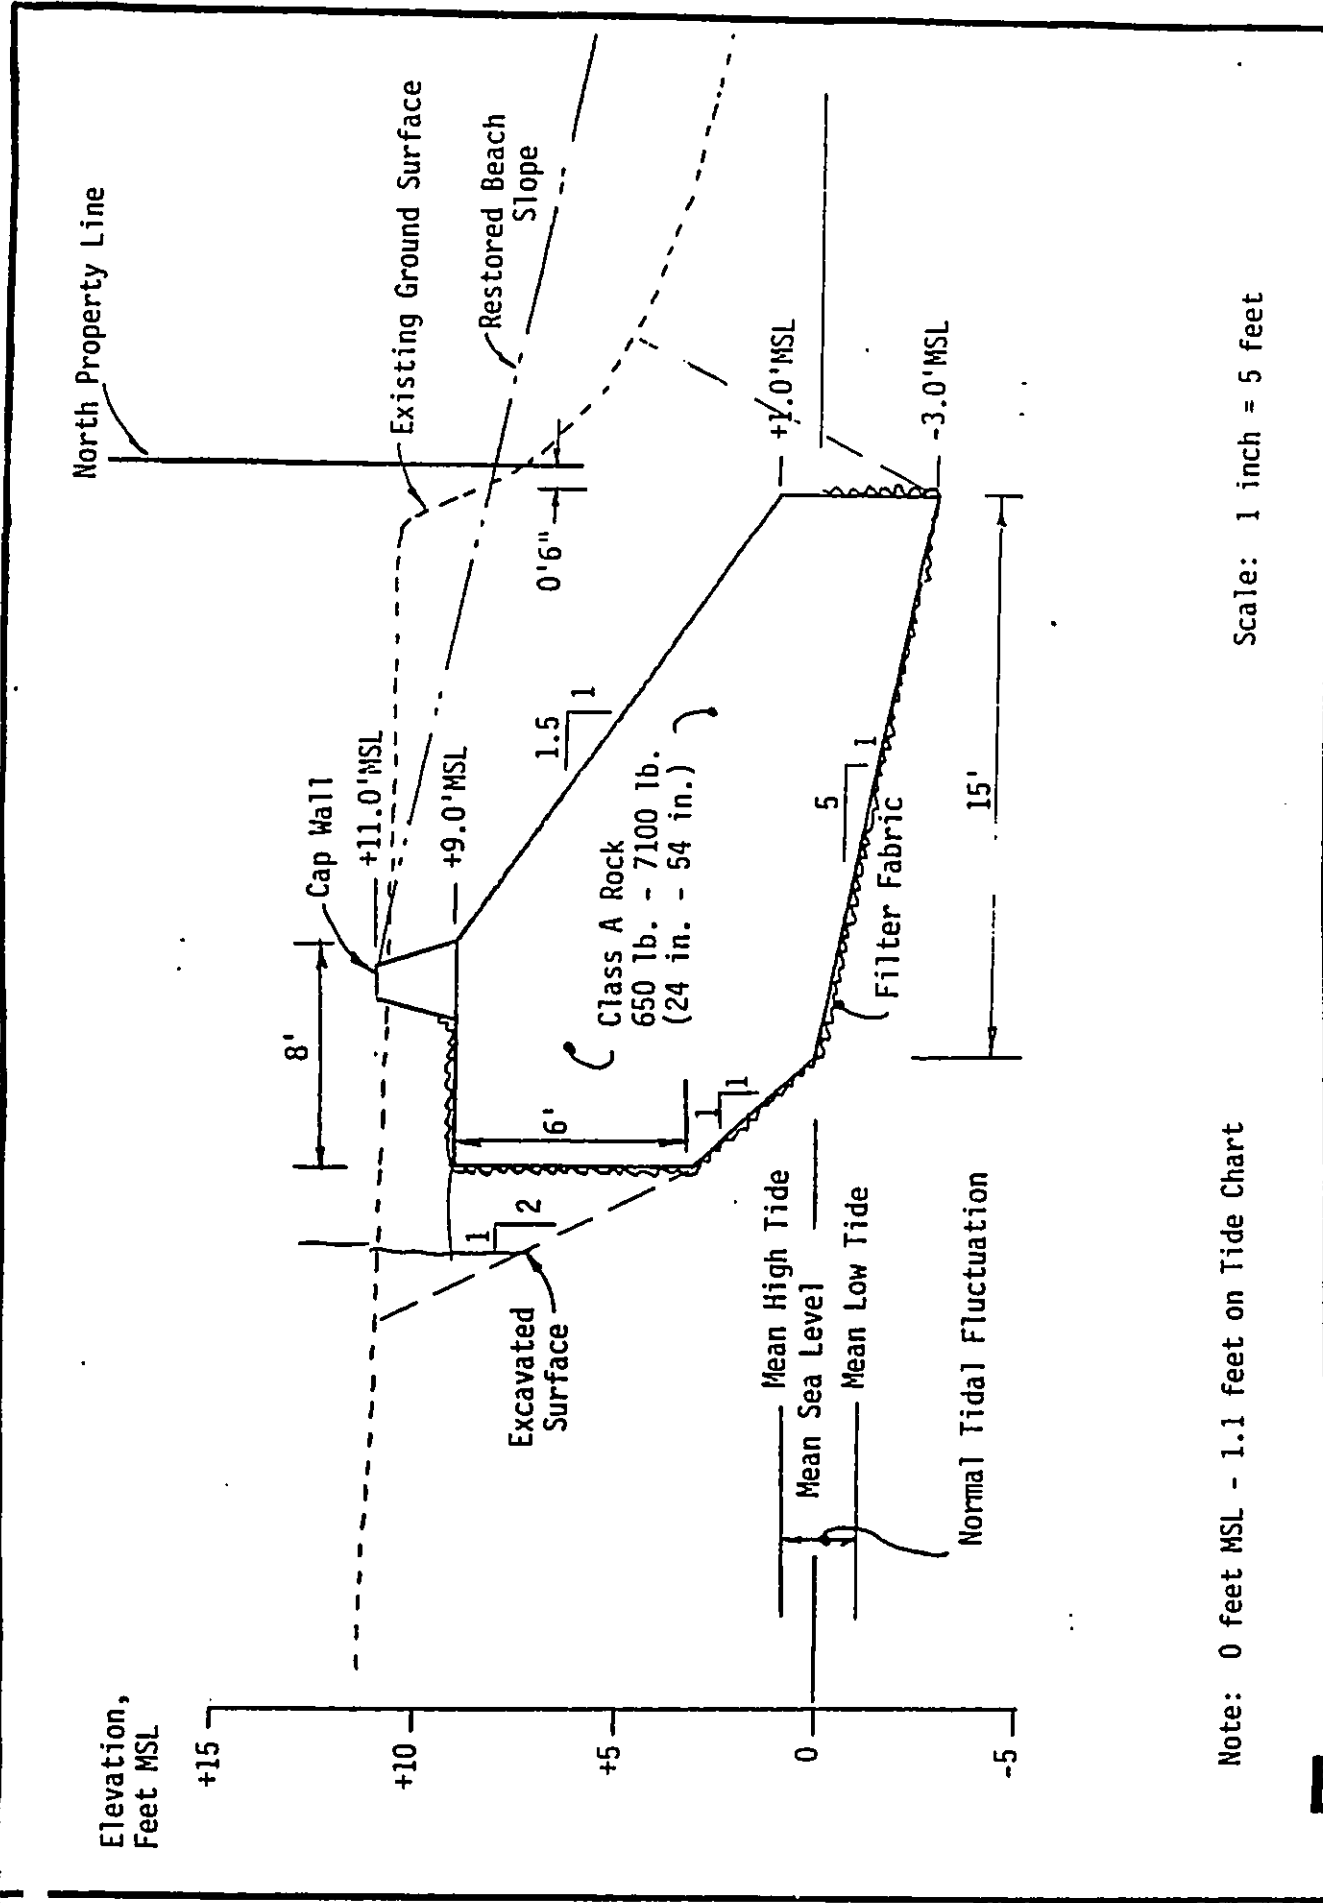 North Property Line
Existing Ground Surface
Restored Beach
Slope
Cap Wall
+11.0'MSL
+9.0'MSL
8'
0'6"
1.5
1
+1.0'MSL
-3.0'MSL
Class A Rock
650 lb. - 7100 lb.
(24 in. - 54 in.)
6'
5
1
15'
Filter Fabric
1
1
1
2
Excavated
Surface
Mean High Tide
Mean Sea Level
Mean Low Tide
Normal Tidal Fluctuation
Elevation,
Feet MSL
+15
+10
+5
0
-5
Note: 0 feet MSL - 1.1 feet on Tide Chart
Scale: 1 inch = 5 feet